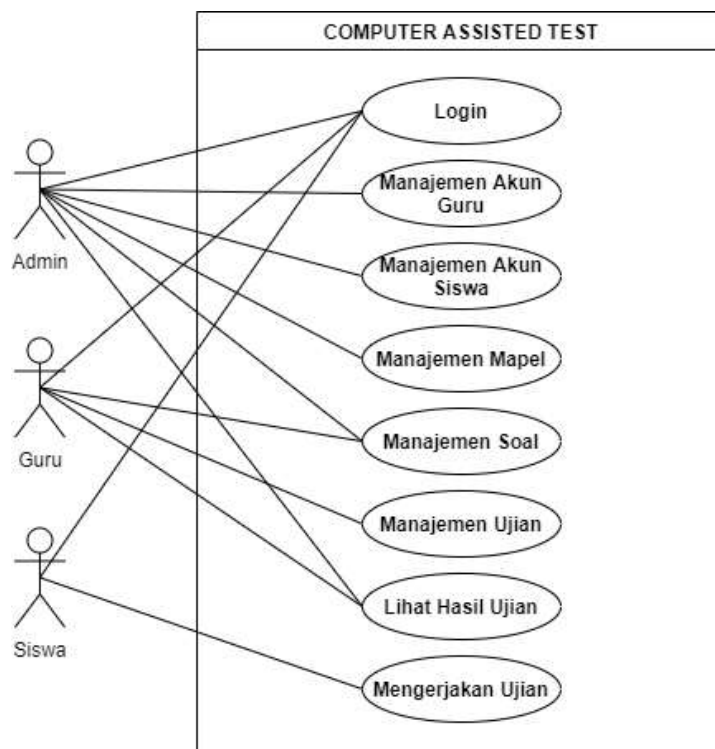 COMPUTER ASSISTED TEST
Login
Manajemen Akun
Guru
Admin
Manajemen Akun
Siswa
Manajemen Mapel
Guru
Manajemen Soal
Manajemen Ujian
Siswa
Lihat Hasil Ujian
Mengerjakan Ujian